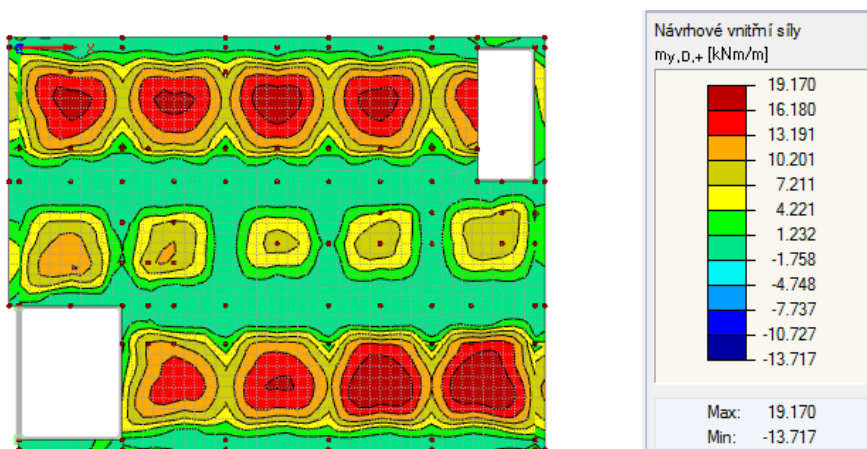 X
Návrhové vnitřní síly
my,D,+ [kNm/m]
19.170
16.180
13.191
10.201
7.211
4.221
1.232
-1.758
-4.748
-7.737
-10.727
-13.717
Max: 19.170
Min: -13.717